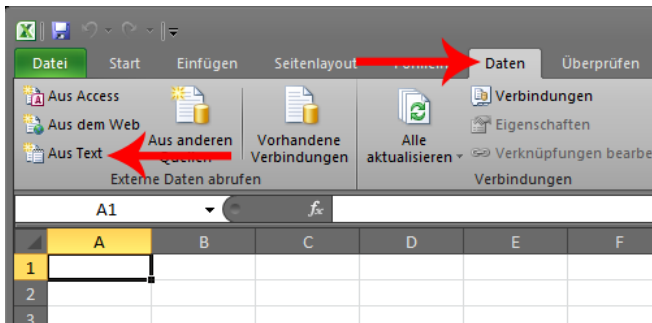 Datei Start Einfügen Seitenlayout Daten Überprüfen
Aus Access
Aus dem Web
Aus Text
Aus anderen
Vorhandene
Verbindungen
Alle
aktualisieren
Verbindungen
Eigenschaften
Verknüpfungen bearbe
Externe Daten abrufen
Verbindungen
A1 fx
A B C D E F
1
2
3